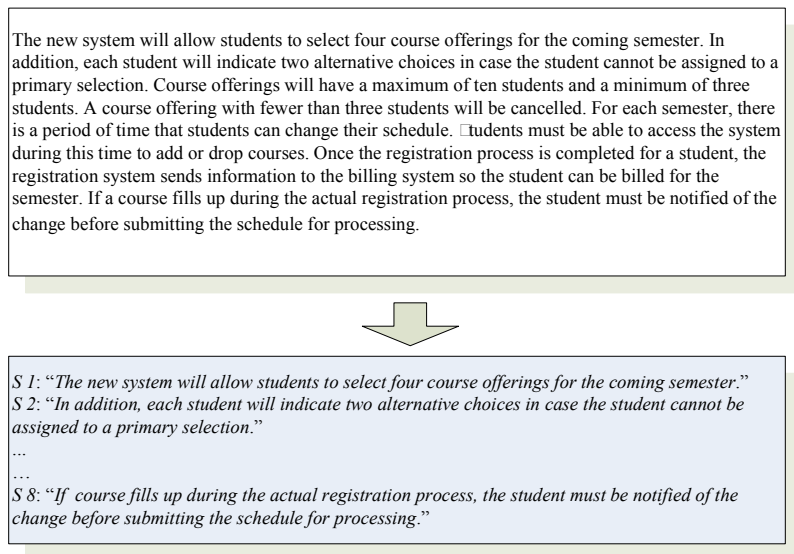 The new system will allow students to select four course offerings for the coming semester. In
addition, each student will indicate two alternative choices in case the student cannot be assigned to a
primary selection. Course offerings will have a maximum of ten students and a minimum of three
students. A course offering with fewer than three students will be cancelled. For each semester, there
is a period of time that students can change their schedule. □tudents must be able to access the system
during this time to add or drop courses. Once the registration process is completed for a student, the
registration system sends information to the billing system so the student can be billed for the
semester. If a course fills up during the actual registration process, the student must be notified of the
change before submitting the schedule for processing.
S 1: “The new system will allow students to select four course offerings for the coming semester.”
S 2: “In addition, each student will indicate two alternative choices in case the student cannot be
assigned to a primary selection.”
...
…
S 8: “If course fills up during the actual registration process, the student must be notified of the
change before submitting the schedule for processing.”